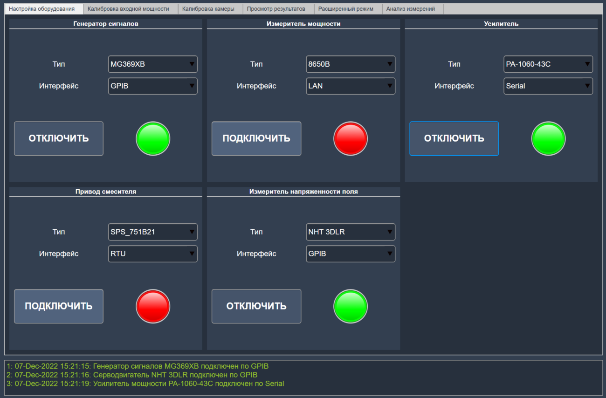 Настройка оборудования Калибровка входной мощности Калибровка камеры Просмотр результатов Расширенный режим Анализ измерений
Генератор сигналов
Тип MG369XB
Интерфейс GPIB
ОТКЛЮЧИТЬ
Измеритель мощности
Тип 8650B
Интерфейс LAN
ПОДКЛЮЧИТЬ
Усилитель
Тип PA-1060-43C
Интерфейс Serial
ОТКЛЮЧИТЬ
Привод смесителя
Тип SPS_751B21
Интерфейс RTU
ПОДКЛЮЧИТЬ
Измеритель напряженности поля
Тип NHT 3DLR
Интерфейс GPIB
ОТКЛЮЧИТЬ
1: 07-Dec-2022 15:21:15: Генератор сигналов MG369XB подключен по GPIB
2: 07-Dec-2022 15:21:16: Серводвигатель NHT 3DLR подключен по GPIB
3: 07-Dec-2022 15:21:19: Усилитель мощности PA-1060-43C подключен по Serial